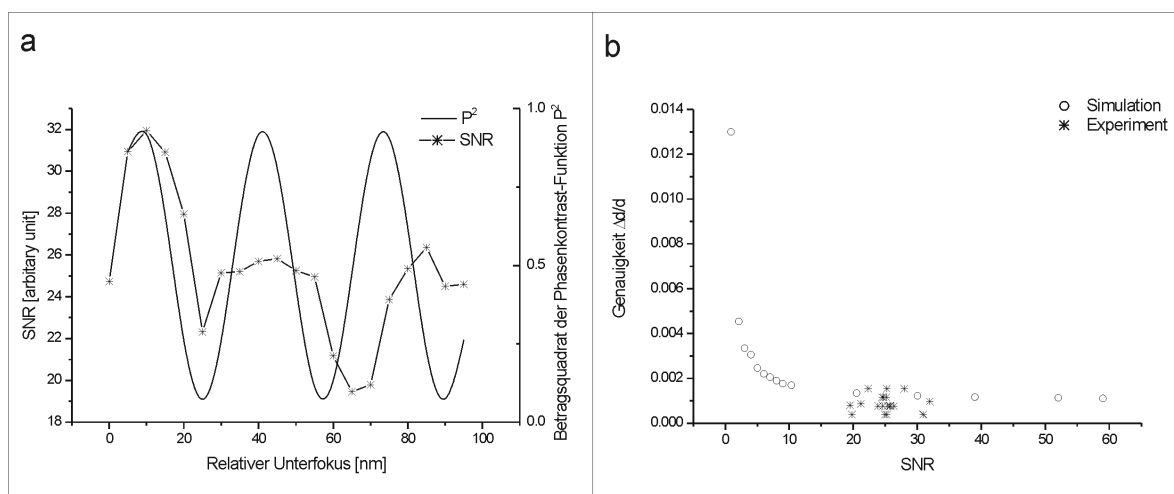 a
P²
SNR
SNR [arbitary unit]
32
30
28
26
24
22
20
18
1.0
0.5
0.0
Betragsquadrat der Phasenkontrast-Funktion P²
0
20
40
60
80
100
Relativer Unterfokus [nm]
b
Simulation
Experiment
Genauigkeit Δd/d
0.014
0.012
0.010
0.008
0.006
0.004
0.002
0.000
0
10
20
30
40
50
60
SNR